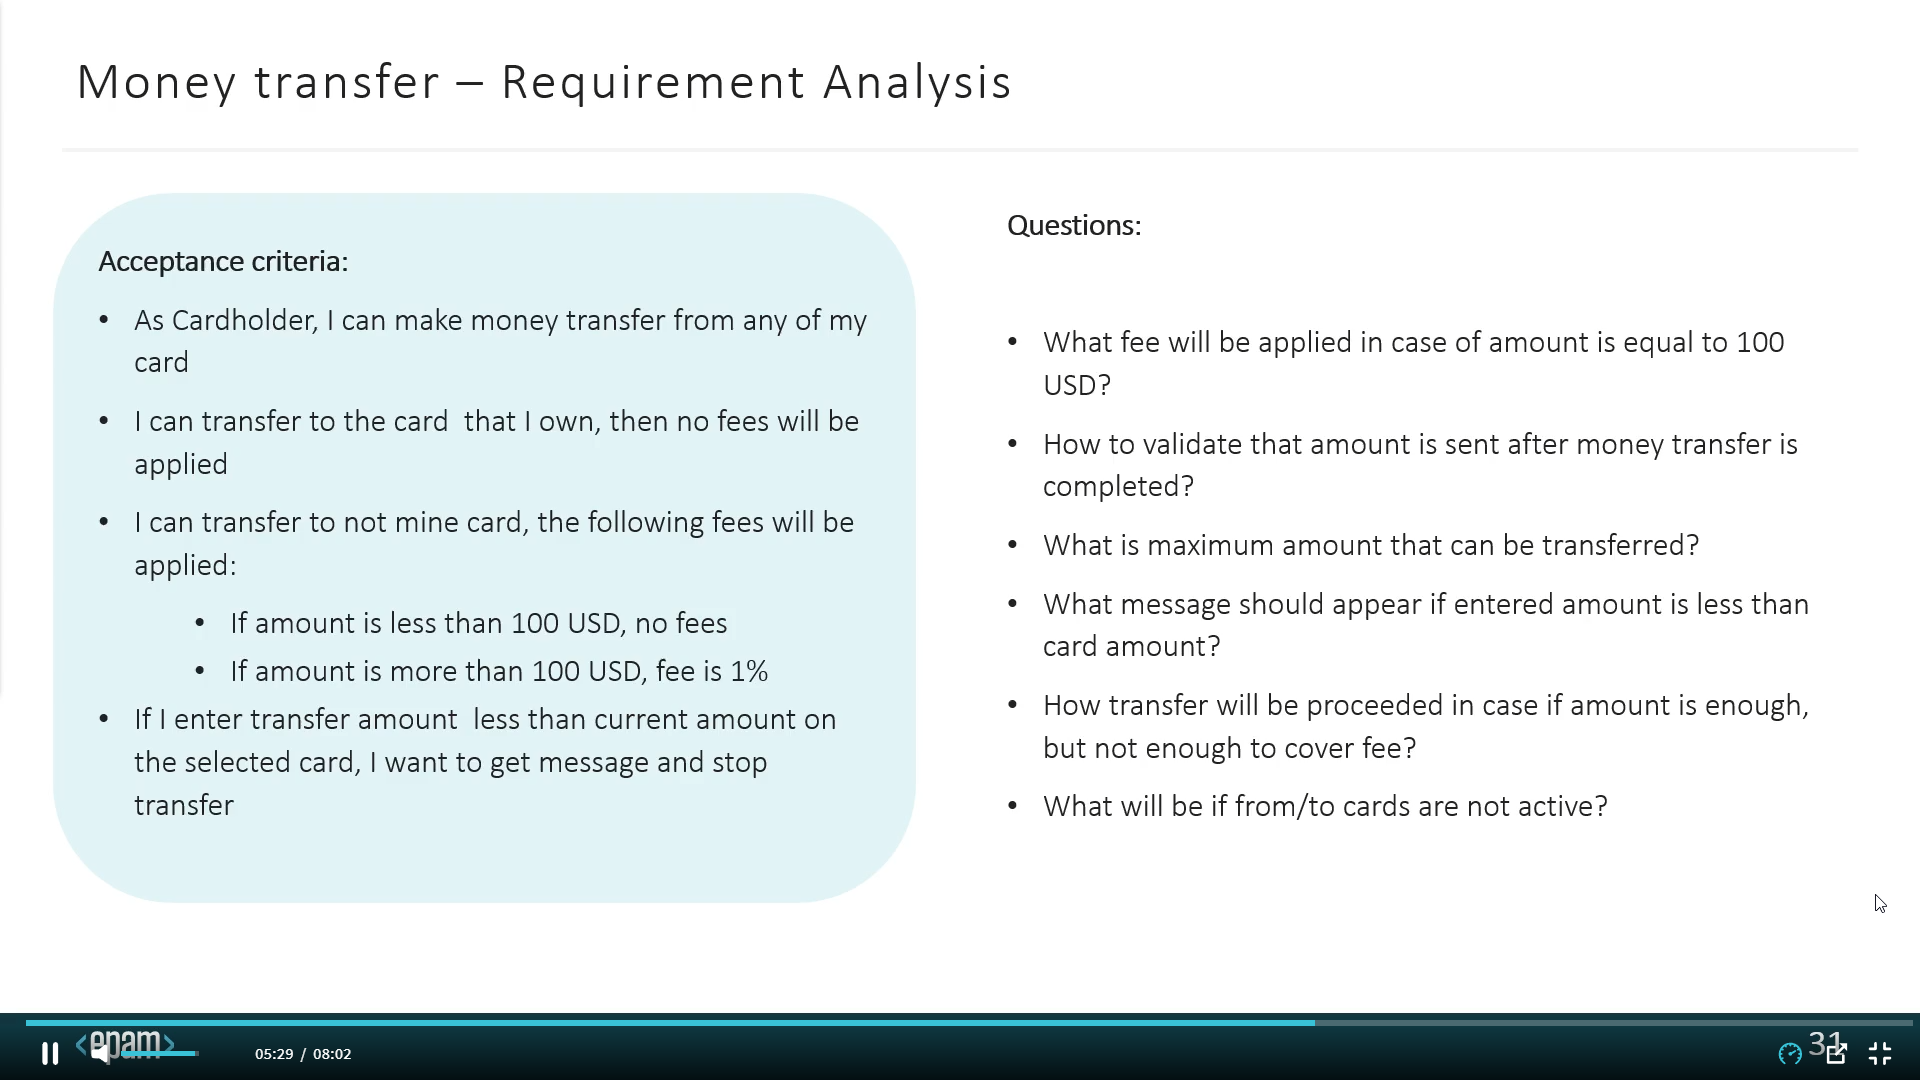 Money transfer – Requirement Analysis
Acceptance criteria:
• As Cardholder, I can make money transfer from any of my
card
• I can transfer to the card  that I own, then no fees will be
applied
• I can transfer to not mine card, the following fees will be
applied:
• If amount is less than 100 USD, no fees
• If amount is more than 100 USD, fee is 1%
• If I enter transfer amount  less than current amount on
the selected card, I want to get message and stop
transfer
Questions:
• What fee will be applied in case of amount is equal to 100
USD?
• How to validate that amount is sent after money transfer is
completed?
• What is maximum amount that can be transferred?
• What message should appear if entered amount is less than
card amount?
• How transfer will be proceeded in case if amount is enough,
but not enough to cover fee?
• What will be if from/to cards are not active?
<epam>
05:29 / 08:02
31